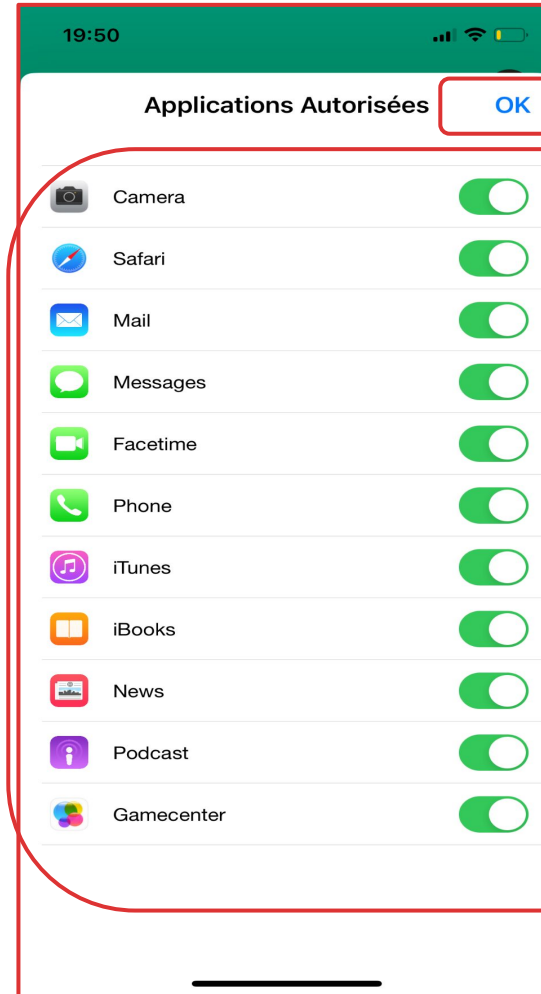 19:50
Applications Autorisées OK
Camera
Safari
Mail
Messages
Facetime
Phone
iTunes
iBooks
News
Podcast
Gamecenter